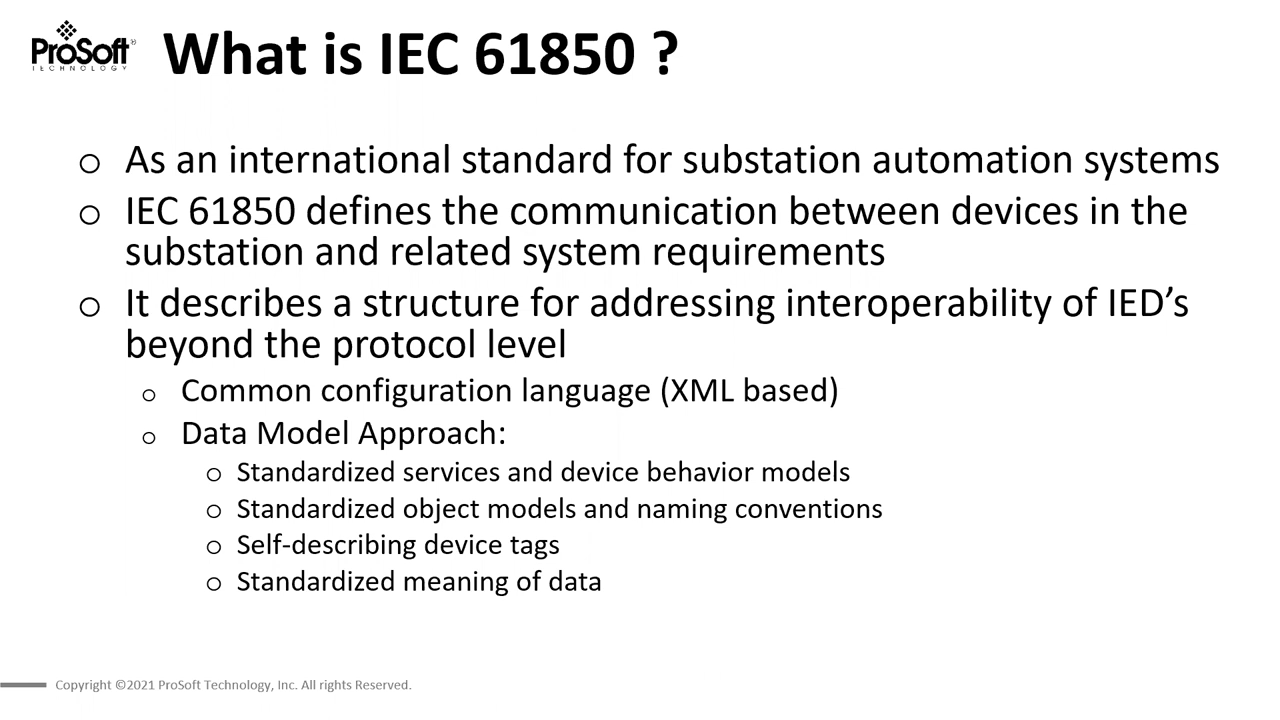 ProSoft®
TECHNOLOGY
What is IEC 61850 ?
o As an international standard for substation automation systems
o IEC 61850 defines the communication between devices in the
substation and related system requirements
o It describes a structure for addressing interoperability of IED’s
beyond the protocol level
o Common configuration language (XML based)
o Data Model Approach:
o Standardized services and device behavior models
o Standardized object models and naming conventions
o Self-describing device tags
o Standardized meaning of data
Copyright ©2021 ProSoft Technology, Inc. All rights Reserved.